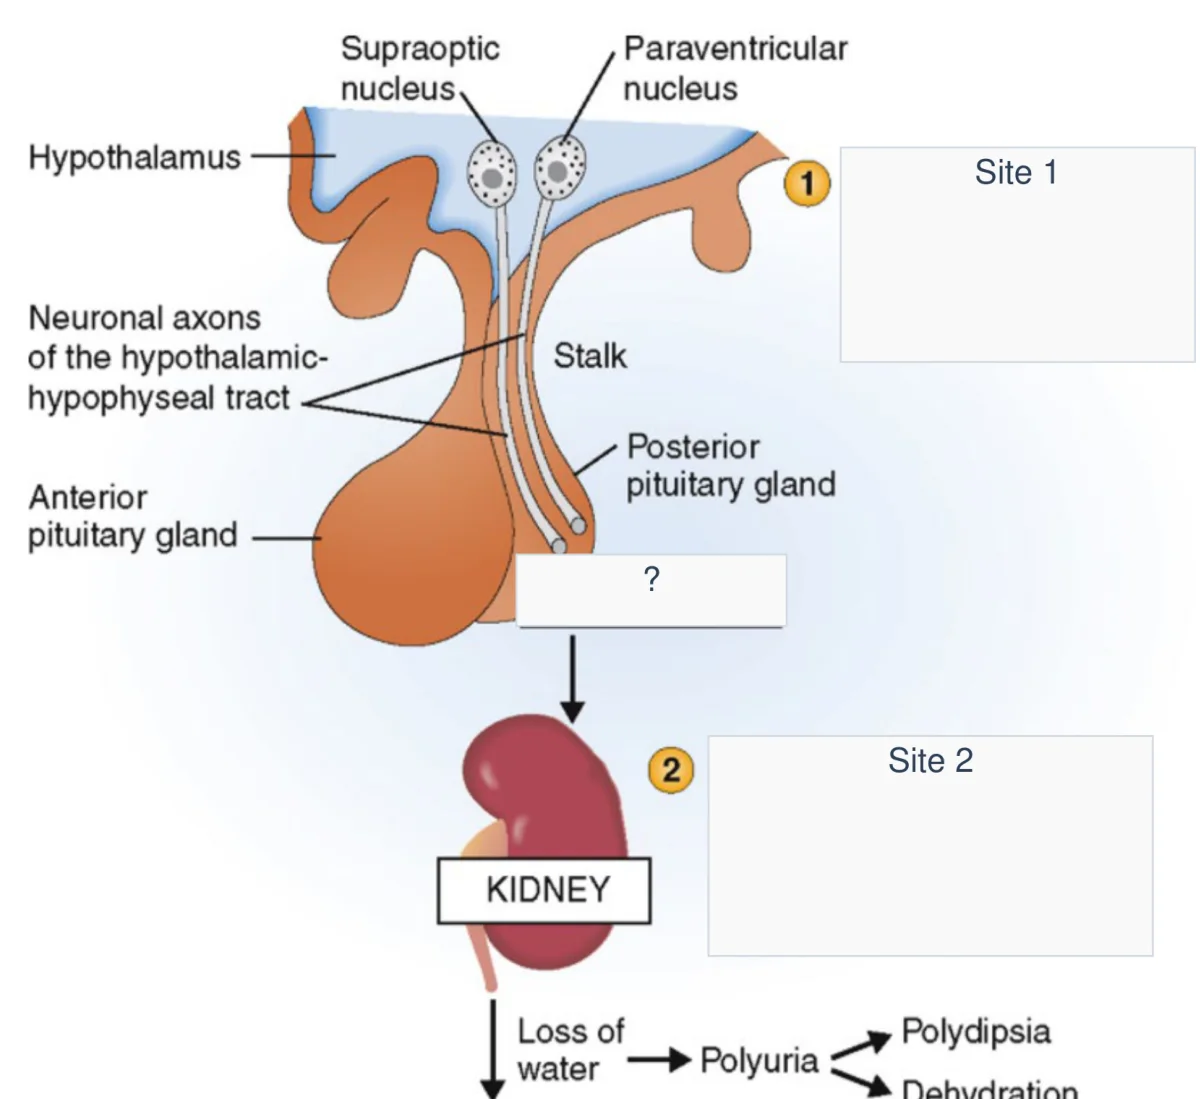 Supraoptic
nucleus
Paraventricular
nucleus
Hypothalamus
1
Site 1
Neuronal axons
of the hypothalamic-
hypophyseal tract
Stalk
Posterior
pituitary gland
Anterior
pituitary gland
?
2
Site 2
KIDNEY
Loss of
water
Polyuria
Polydipsia
Dehydration